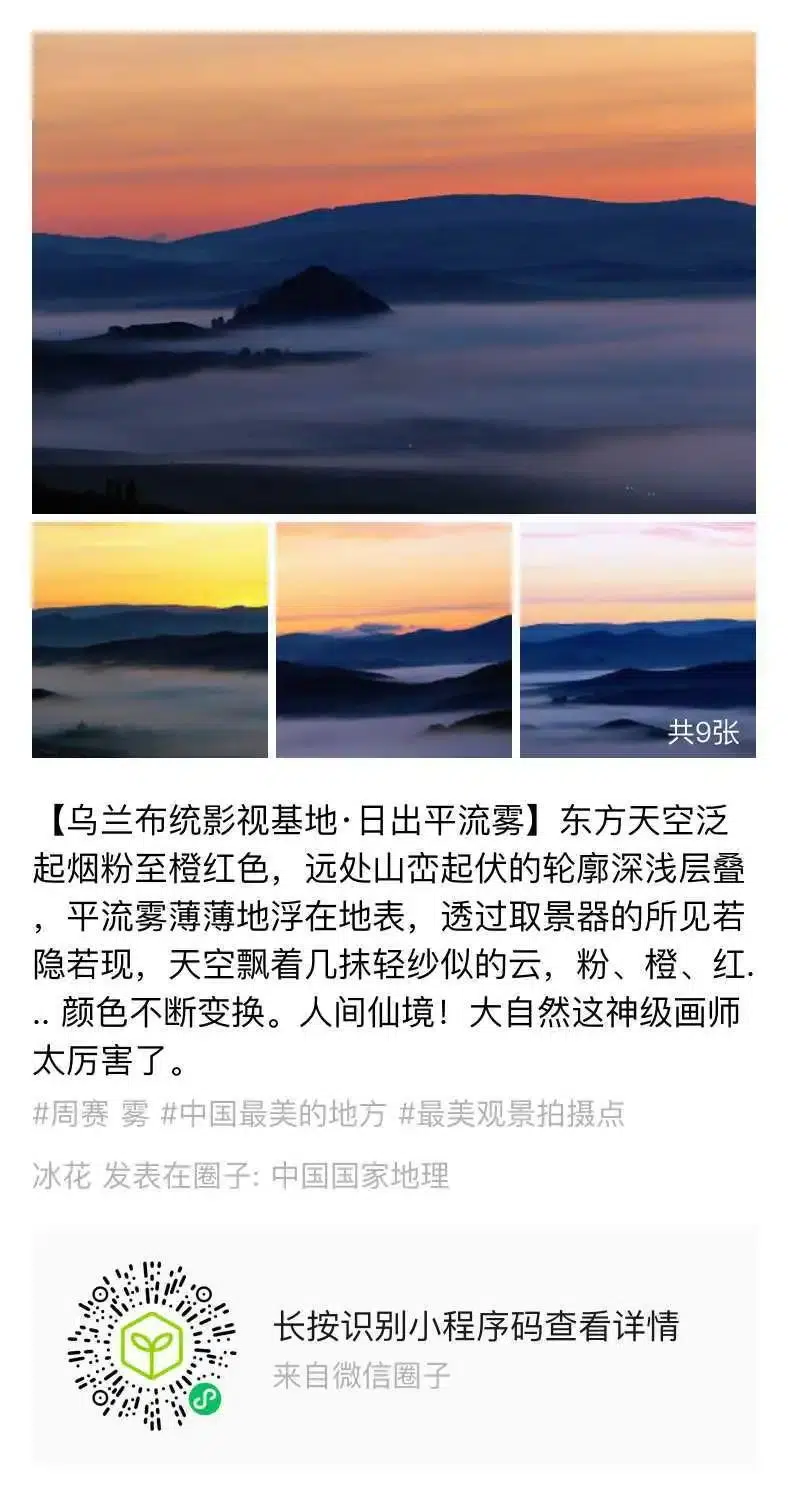 共9张
【乌兰布统影视基地·日出平流雾】东方天空泛
起烟粉至橙红色，远处山峦起伏的轮廓深浅层叠
，平流雾薄薄地浮在地表，透过取景器的所见若
隐若现，天空飘着几抹轻纱似的云，粉、橙、红.
.. 颜色不断变换。人间仙境！大自然这神级画师
太厉害了。
#周赛 雾 #中国最美的地方 #最美观景拍摄点
冰花 发表在圈子: 中国国家地理
长按识别小程序码查看详情
来自微信圈子